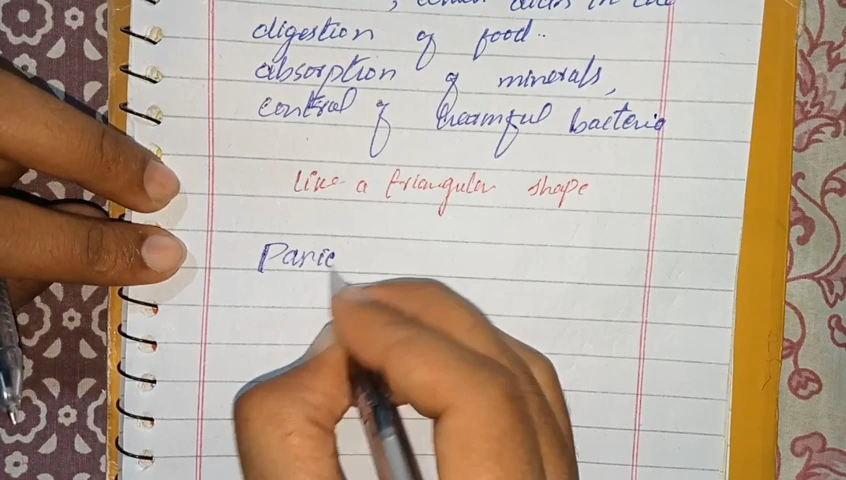 digestion of food..
absorption of minerals,
control of harmful bacteria
like a triangular shape
Parie